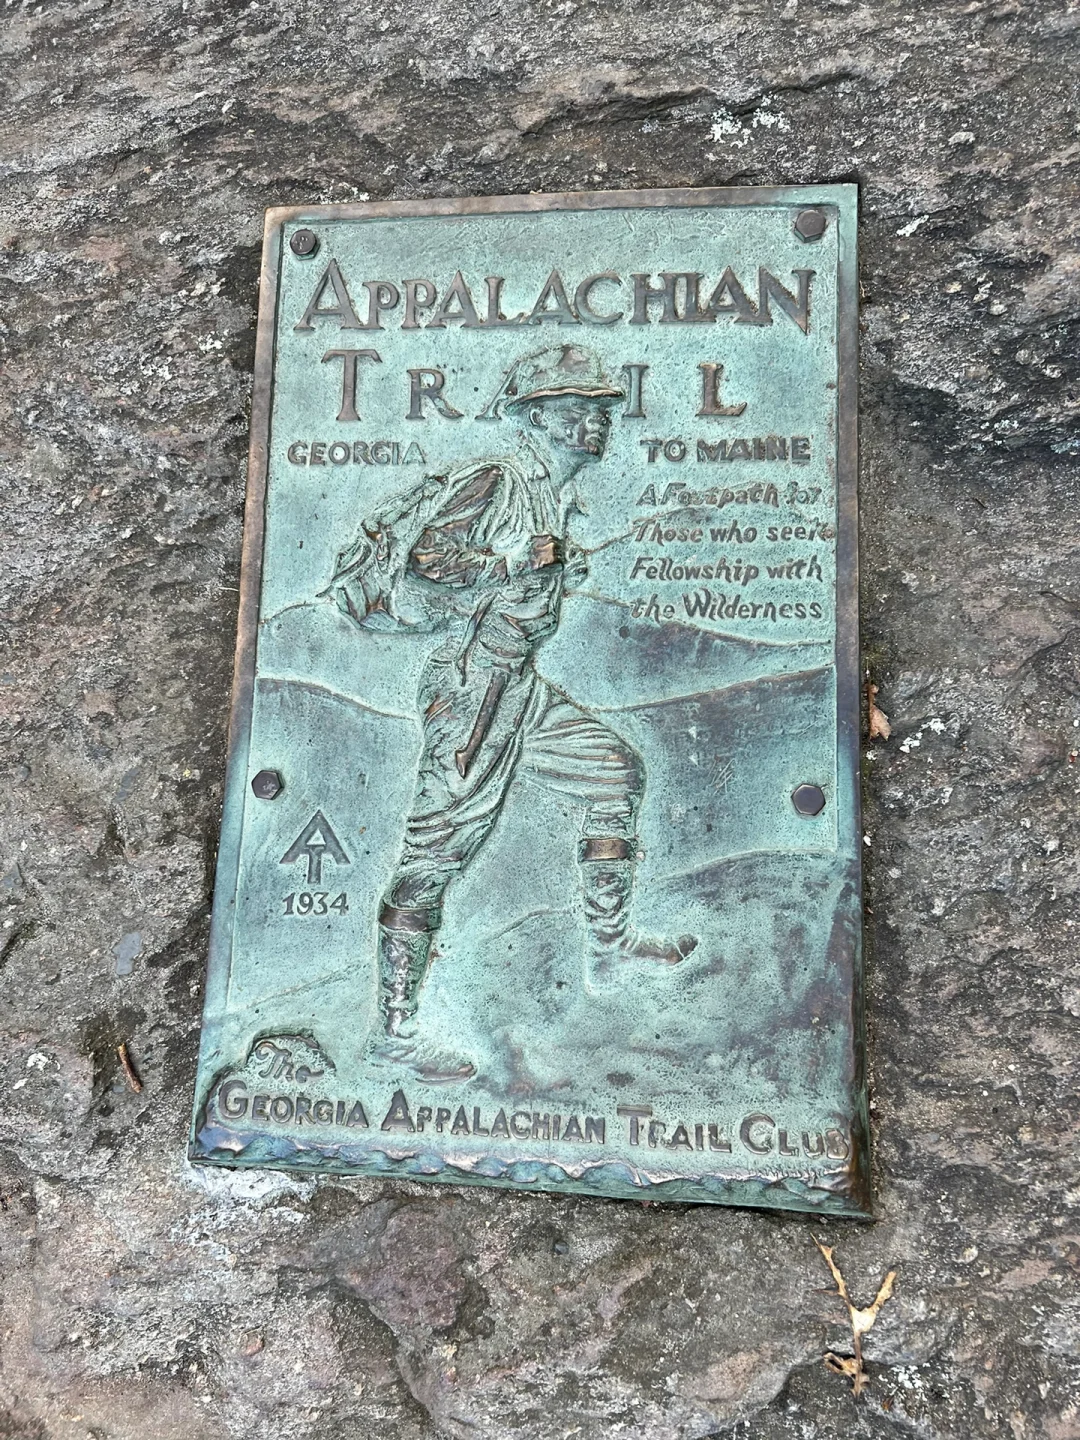 APPALACHIAN
TRAIL
GEORGIA TO MAINE
A Footpath for
Those who seek
Fellowship with
the Wilderness
AT
1934
The
GEORGIA APPALACHIAN TRAIL CLUB